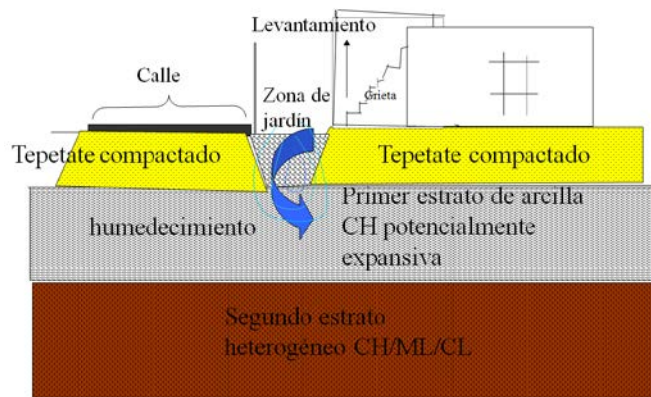 Levantamiento
Calle
Grieta
Zona de
jardín
Tepetate compactado
Tepetate compactado
humedecimiento
Primer estrato de arcilla
CH potencialmente
expansiva
Segundo estrato
heterogéneo CH/ML/CL